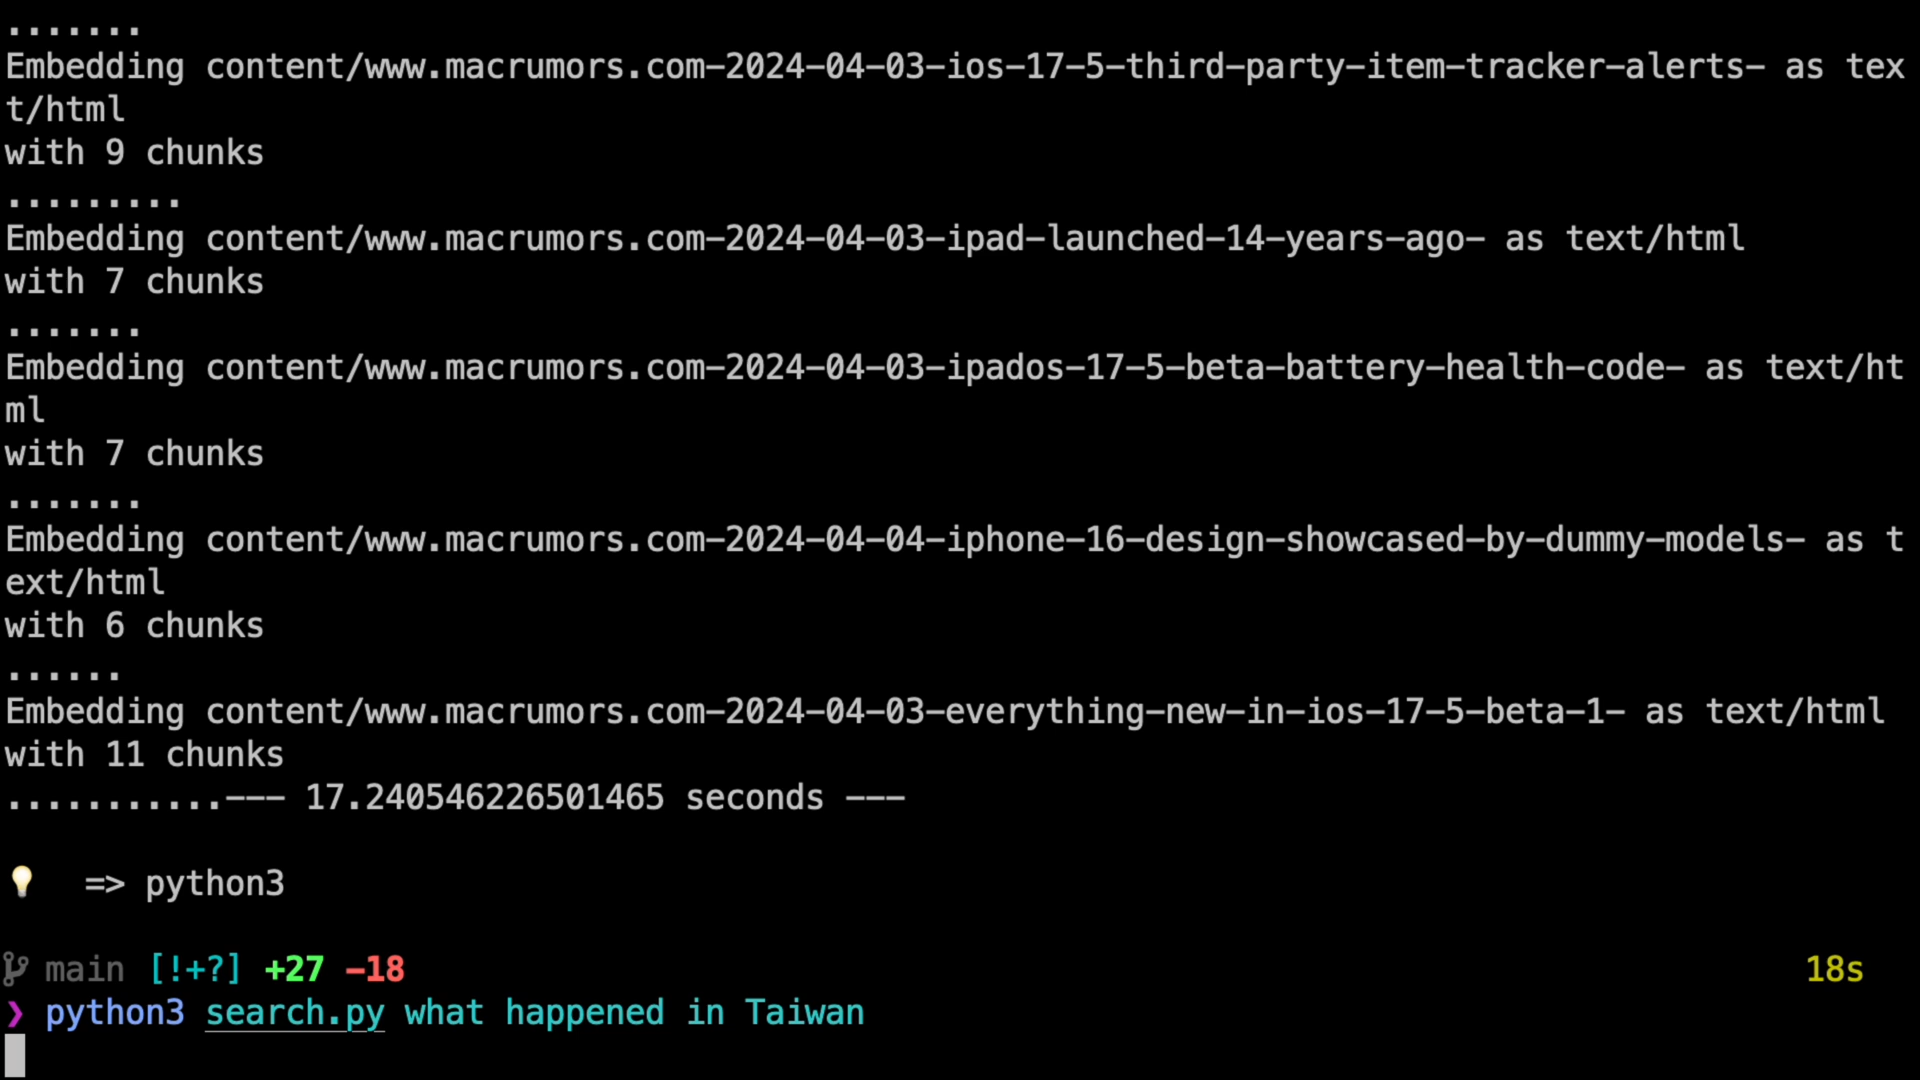 .......
Embedding content/www.macrumors.com-2024-04-03-ios-17-5-third-party-item-tracker-alerts- as tex
t/html
with 9 chunks
.........
Embedding content/www.macrumors.com-2024-04-03-ipad-launched-14-years-ago- as text/html
with 7 chunks
.......
Embedding content/www.macrumors.com-2024-04-03-ipados-17-5-beta-battery-health-code- as text/ht
ml
with 7 chunks
.......
Embedding content/www.macrumors.com-2024-04-04-iphone-16-design-showcased-by-dummy-models- as t
ext/html
with 6 chunks
......
Embedding content/www.macrumors.com-2024-04-03-everything-new-in-ios-17-5-beta-1- as text/html
with 11 chunks
...........--- 17.240546226501465 seconds ---
💡 => python3
main [!+?] +27 -18 18s
❯ python3 search.py what happened in Taiwan